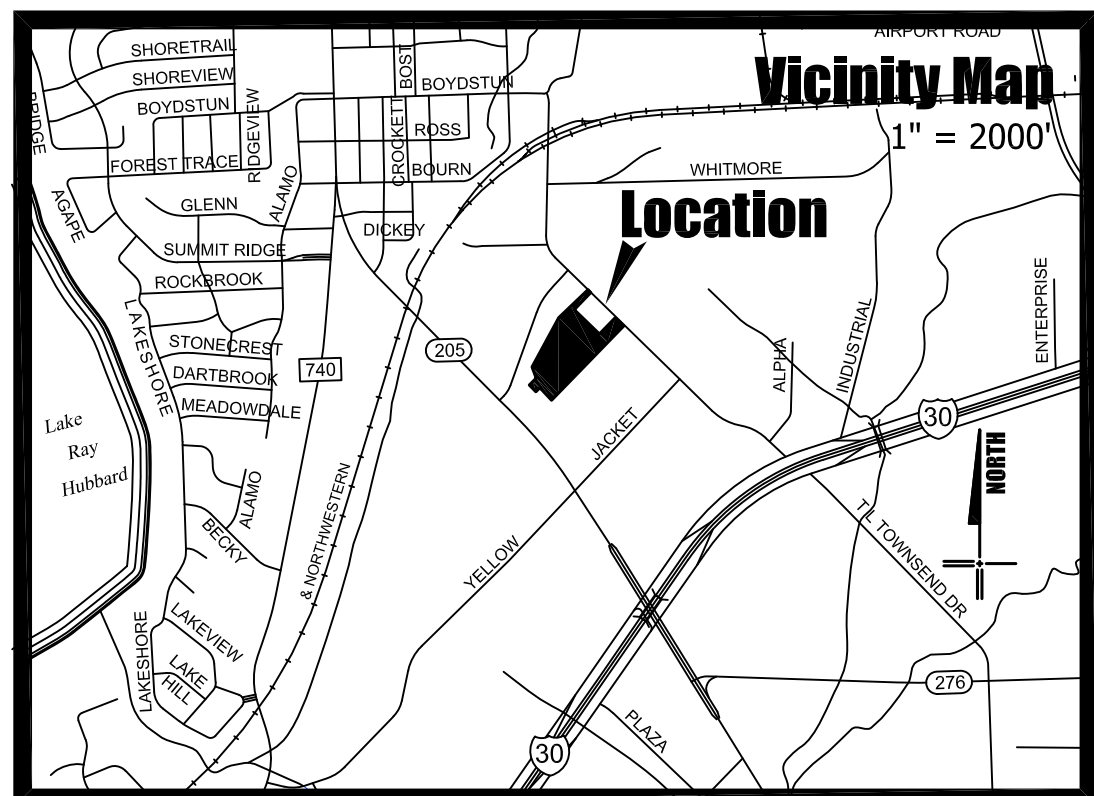 AIRPORT ROAD
Vicinity Map
1" = 2000'
SHORETRAIL
SHOREVIEW
BOYDSTUN
BOST
BOYDSTUN
RIDGEVIEW
CROCKETT
ROSS
BOURN
FOREST TRACE
WHITMORE
ALAMO
AGAPE
GLENN
Location
DICKEY
SUMMIT RIDGE
ROCKBROOK
ENTERPRISE
LAKESHORE
INDUSTRIAL
ALPHA
STONECREST
205
740
DARTBROOK
MEADOWDALE
30
Lake
Ray
Hubbard
JACKET
NORTH
ALAMO
BECKY
& NORTHWESTERN
YELLOW
T L TOWNSEND DR
LAKESHORE
LAKEVIEW
LAKE
HILL
276
PLAZA
30